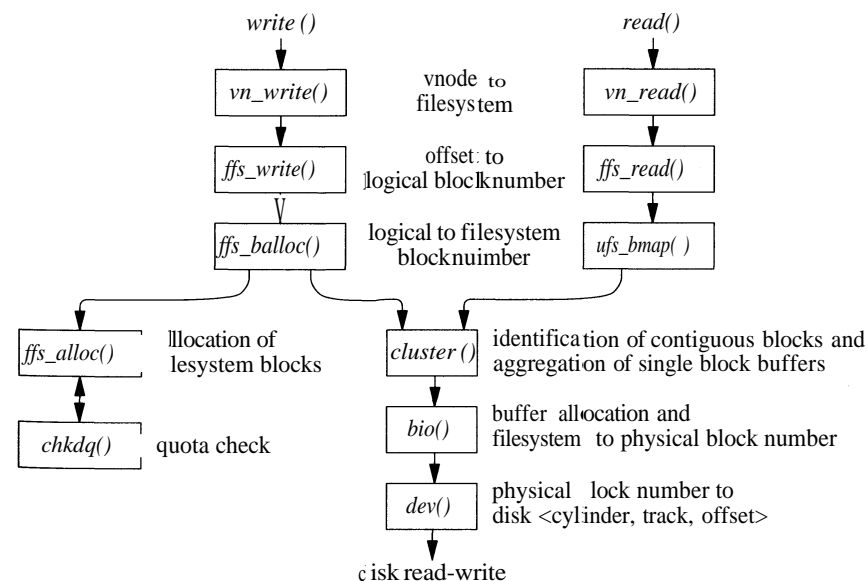 write ()
read()
vn_write()
vnode to
filesystem
vn_read()
ffs_write()
offset: to
logical block number
ffs_read()
V
ffs_balloc()
logical to filesystem
blocknuimber
ufs_bmap( )
ffs_alloc()
llocation of
lesystem blocks
cluster ()
identification of contiguous blocks and
aggregation of single block buffers
chkdq()
quota check
bio()
buffer allocation and
filesystem to physical block number
dev()
physical lock number to
disk <cylinder, track, offset>
c isk read-write